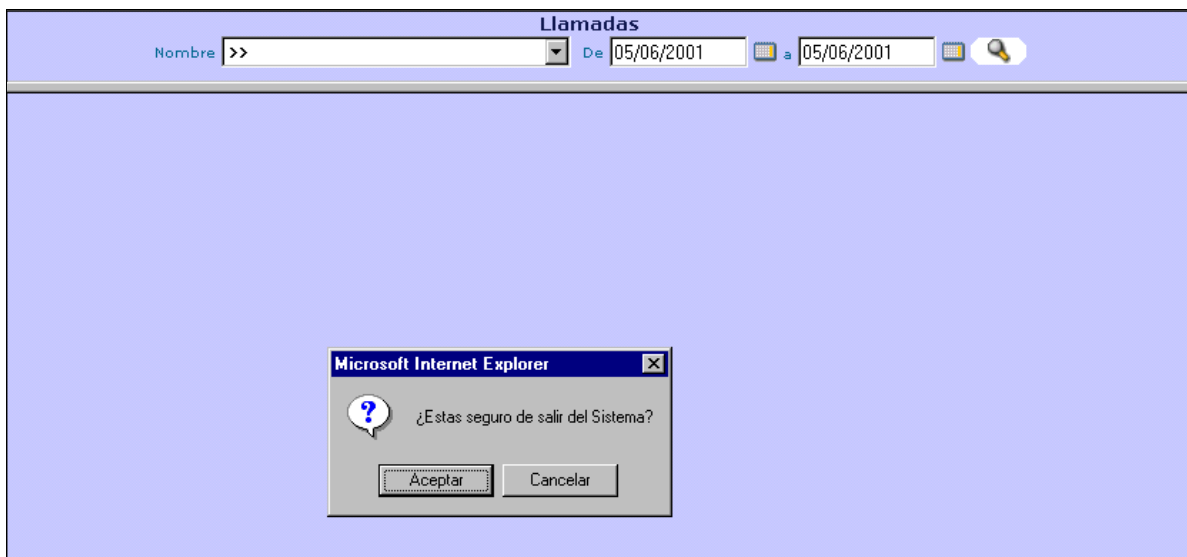 Llamadas
Nombre >> De 05/06/2001 a 05/06/2001
Microsoft Internet Explorer
¿Estas seguro de salir del Sistema?
Aceptar Cancelar